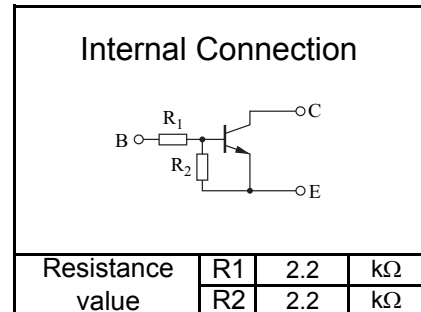 Internal Connection
C
R1
B
R2
E
Resistance value R1 2.2 kΩ
R2 2.2 kΩ